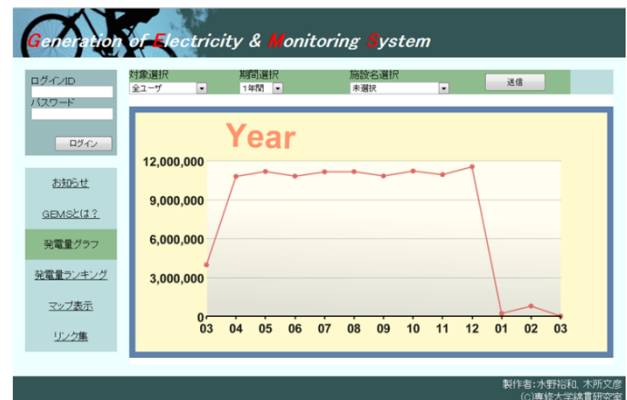 Generation of Electricity & Monitoring System
ログインID
パスワード
ログイン
対象選択 期間選択 施設名選択
全ユーザ 1年間 未選択 送信
お知らせ
GEMSとは?
発電量グラフ
発電量ランキング
マップ表示
リンク集
Year
12,000,000
9,000,000
6,000,000
3,000,000
0
03 04 05 06 07 08 09 10 11 12 01 02 03
製作者:水野裕和, 木所文彦
(C)専修大学綿貫研究室